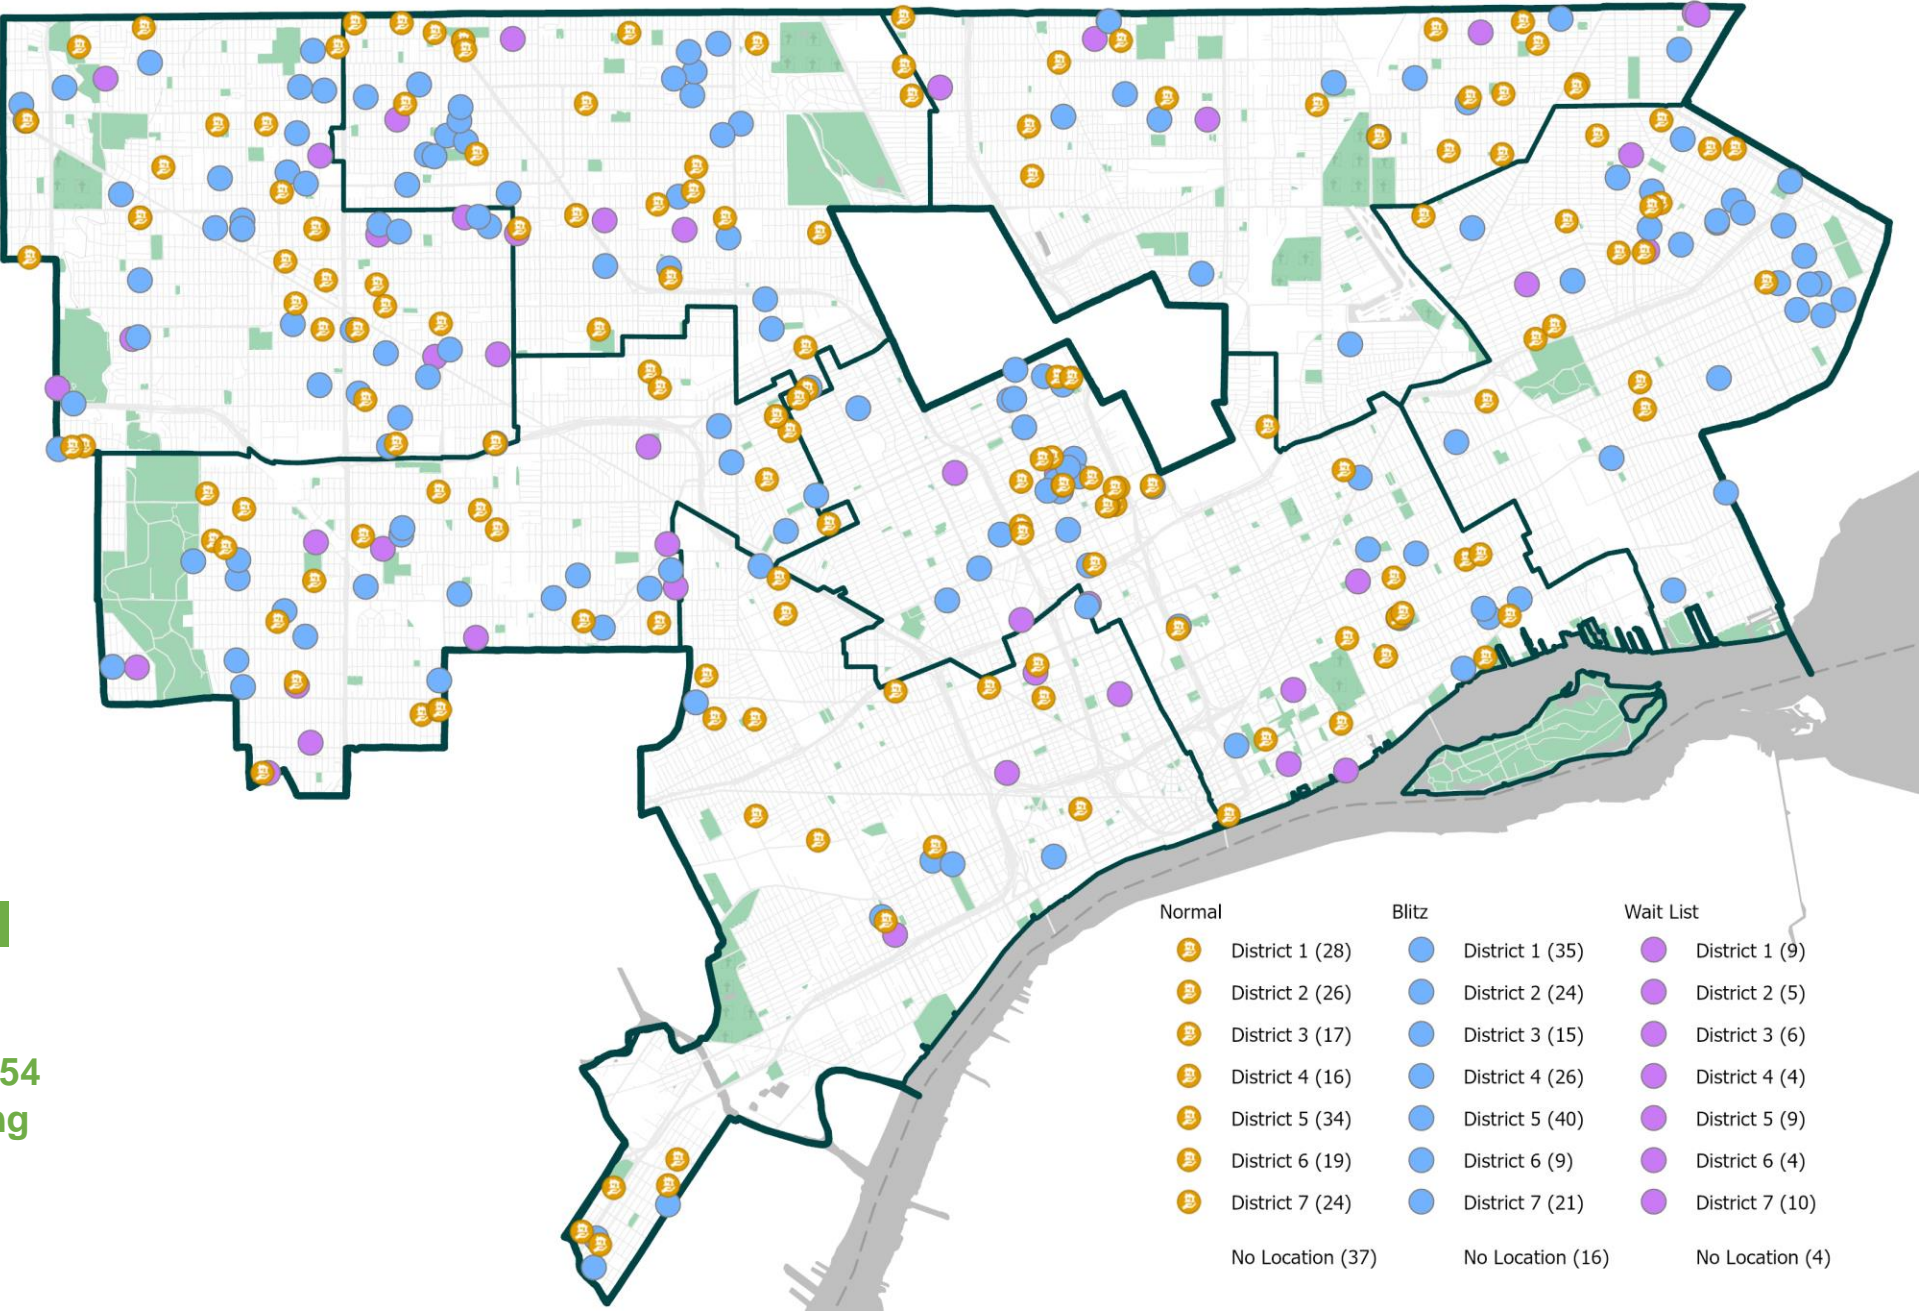 Normal Blitz Wait List
District 1 (28) District 1 (35) District 1 (9)
District 2 (26) District 2 (24) District 2 (5)
District 3 (17) District 3 (15) District 3 (6)
District 4 (16) District 4 (26) District 4 (4)
District 5 (34) District 5 (40) District 5 (9)
District 6 (19) District 6 (9) District 6 (4)
District 7 (24) District 7 (21) District 7 (10)
No Location (37) No Location (16) No Location (4)
54